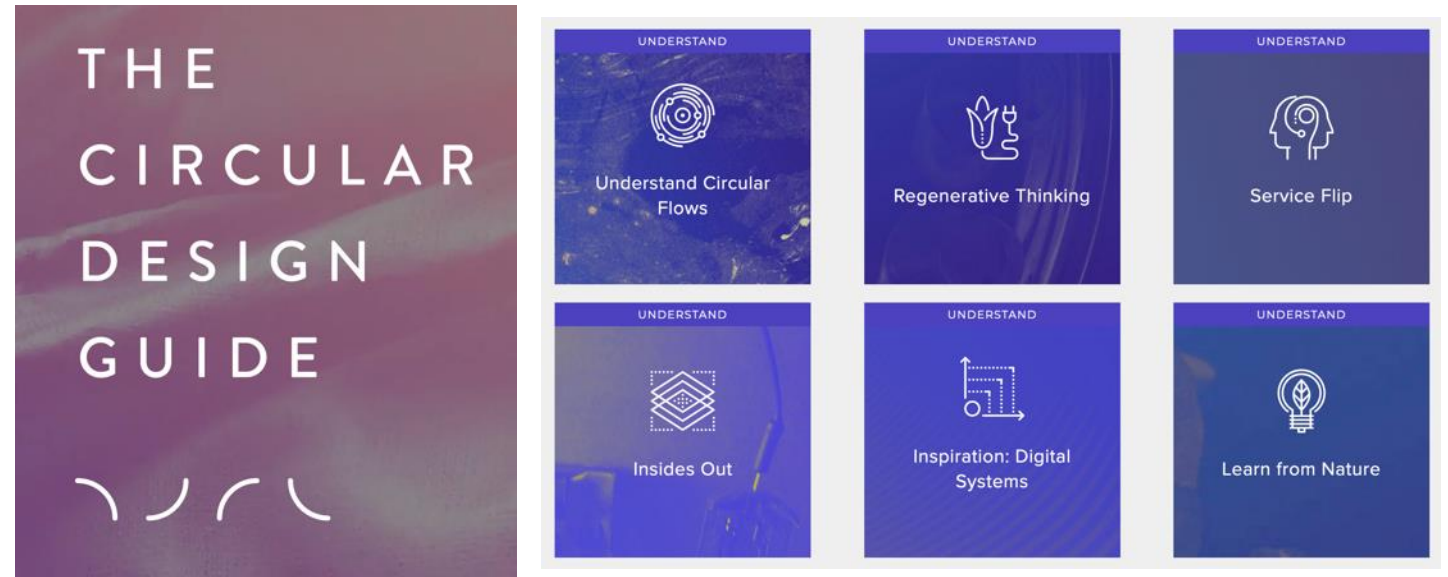 THE
CIRCULAR
DESIGN
GUIDE
UNDERSTAND
Understand Circular
Flows
UNDERSTAND
Regenerative Thinking
UNDERSTAND
Service Flip
UNDERSTAND
Insides Out
UNDERSTAND
Inspiration: Digital
Systems
UNDERSTAND
Learn from Nature